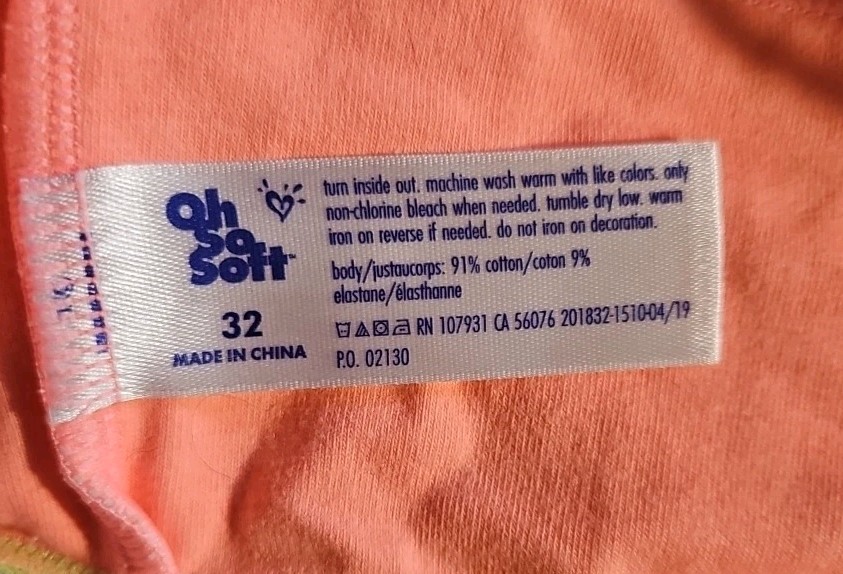 Oh
so
Soft™
32
MADE IN CHINA
turn inside out. machine wash warm with like colors. only
non-chlorine bleach when needed. tumble dry low. warm
iron on reverse if needed. do not iron on decoration.
body/justaucorps: 91% cotton/coton 9%
elastane/élasthanne
RN 107931 CA 56076 201832-1510-04/19
P.O. 02130